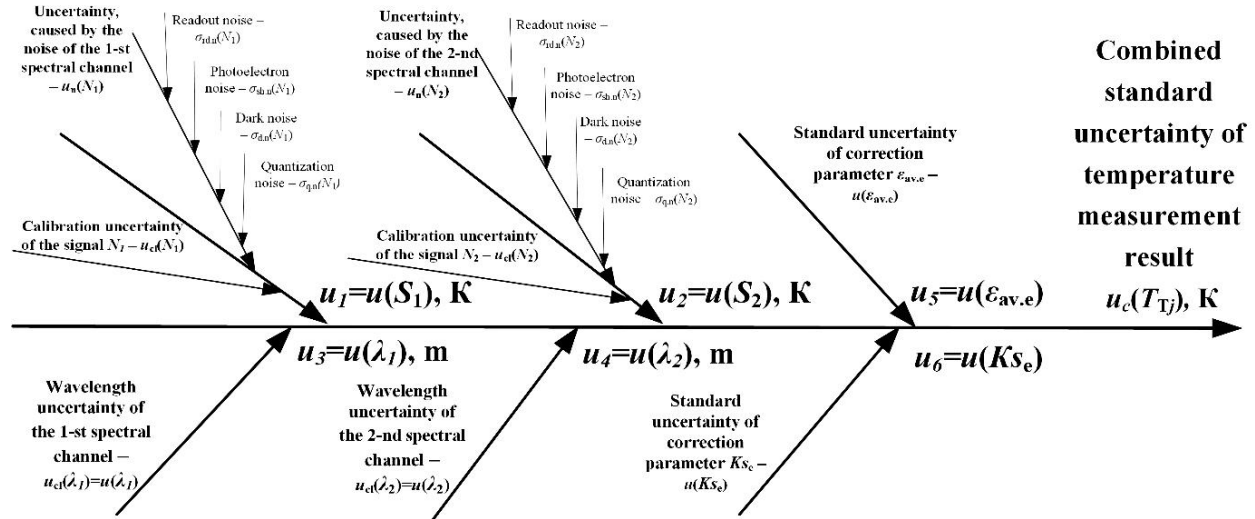 Uncertainty,
caused by the
noise of the 1-st
spectral channel
– uₙ(N₁)
Readout noise –
σrd.n(N₁)
Photoelectron
noise – σsh.n(N₁)
Dark noise
– σd.n(N₁)
Quantization
noise – σq.n(N₁)
Calibration uncertainty
of the signal N₁ – ucl(N₁)
u₁=u(S₁), K
Uncertainty,
caused by the
noise of the 2-nd
spectral channel
– uₙ(N₂)
Readout noise –
σrd.n(N₂)
Photoelectron
noise – σsh.n(N₂)
Dark noise
– σd.n(N₂)
Quantization
noise – σq.n(N₂)
Calibration uncertainty
of the signal N₂ – ucl(N₂)
u₂=u(S₂), K
Standard uncertainty
of correction
parameter εav.e –
u(εav.e)
u₅=u(εav.e)
Combined
standard
uncertainty of
temperature
measurement
result
uc(TTj), K
u₃=u(λ₁), m
Wavelength
uncertainty of
the 1-st spectral
channel –
ucl(λ₁)=u(λ₁)
u₄=u(λ₂), m
Wavelength
uncertainty of
the 2-nd spectral
channel –
ucl(λ₂)=u(λ₂)
u₆=u(Kse)
Standard
uncertainty of
correction
parameter Kse –
u(Kse)